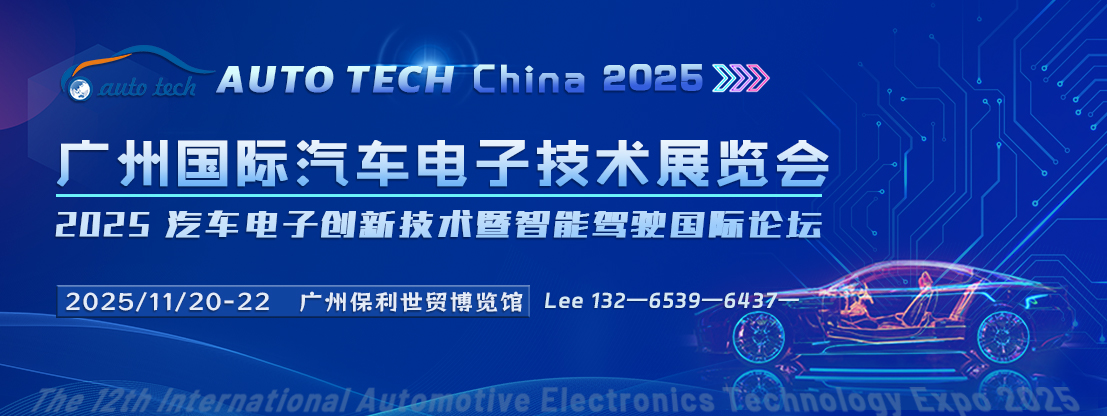 auto tech AUTO TECH China 2025
广州国际汽车电子技术展览会
2025 汽车电子创新技术暨智能驾驶国际论坛
2025/11/20-22 广州保利世贸博览馆 Lee 132—6539—6437—
The 12th International Automotive Electronics Technology Expo 2025